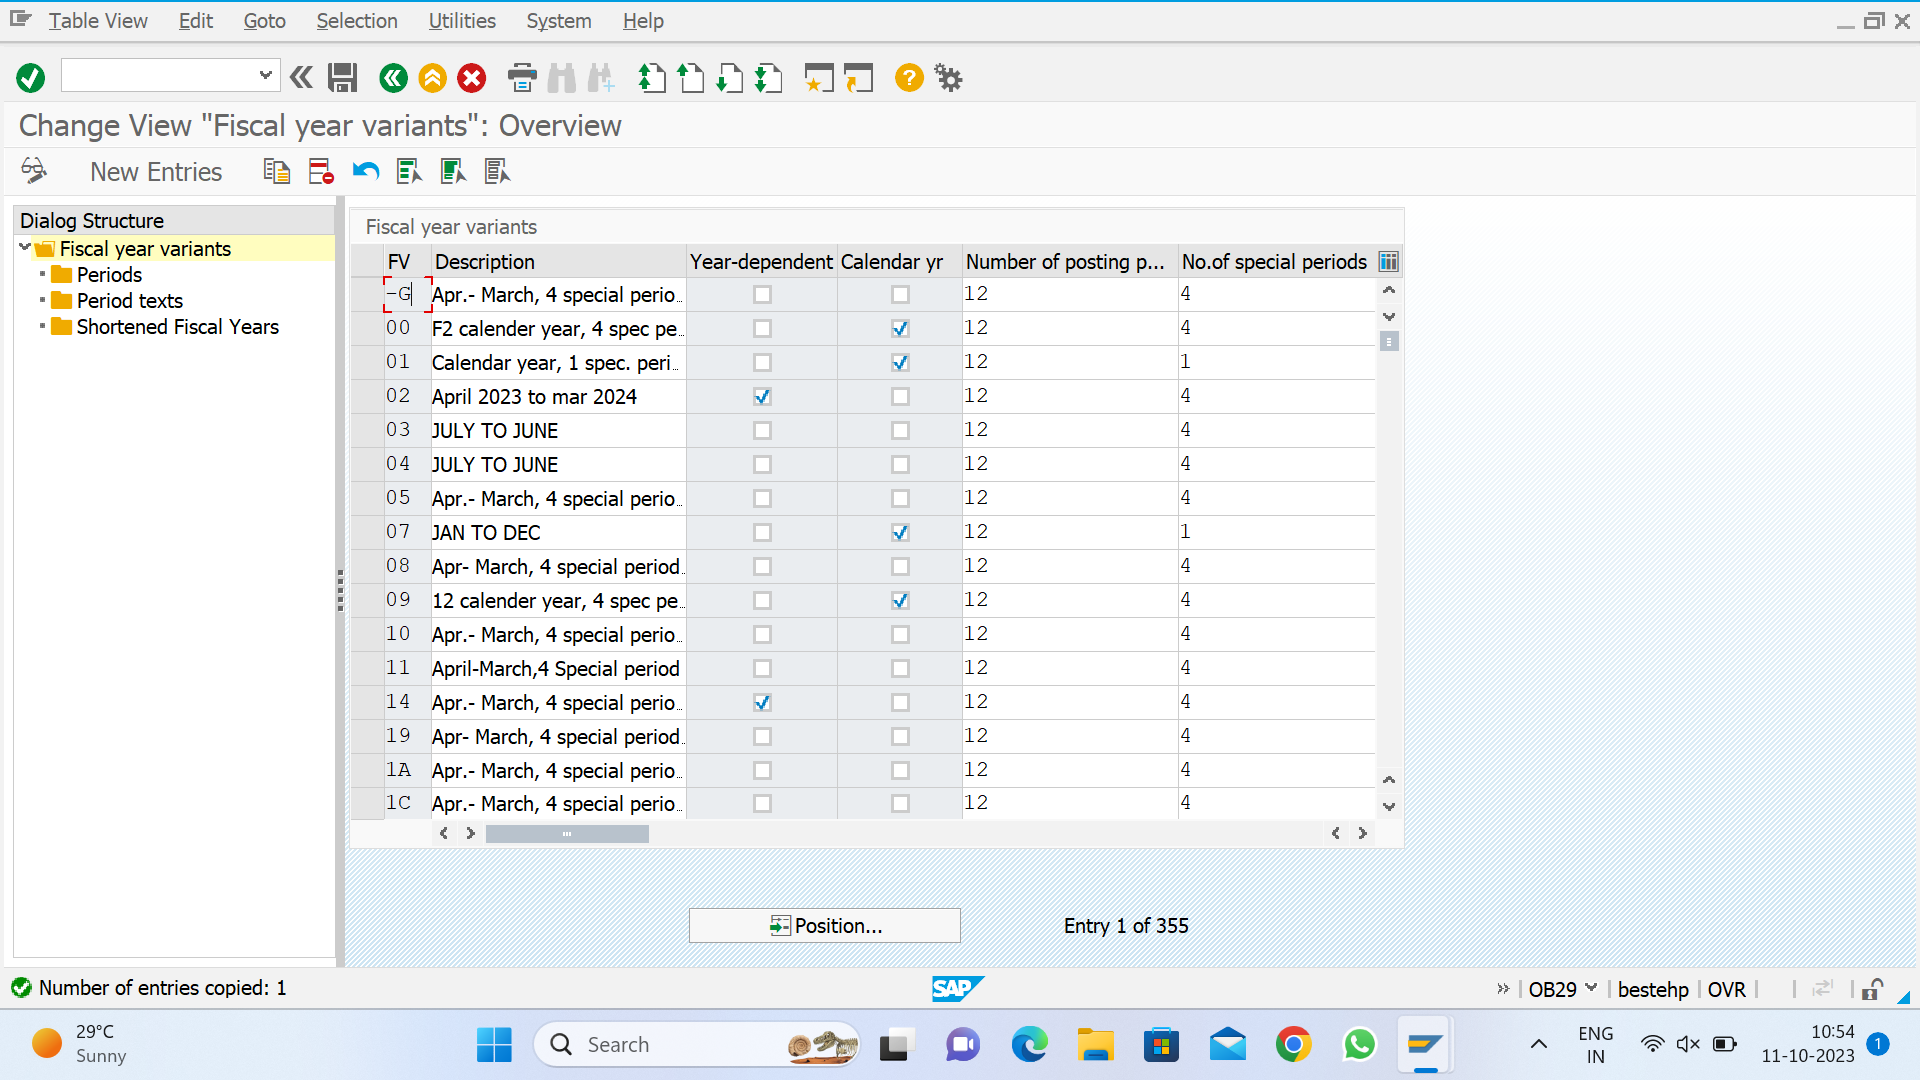 Table View Edit Goto Selection Utilities System Help
Change View "Fiscal year variants": Overview
New Entries
Dialog Structure
Fiscal year variants
Periods
Period texts
Shortened Fiscal Years
Fiscal year variants
FV Description Year-dependent Calendar yr Number of posting p... No.of special periods
-G Apr.- March, 4 special perio... 12 4
00 F2 calender year, 4 spec pe... 12 4
01 Calendar year, 1 spec. peri... 12 1
02 April 2023 to mar 2024 12 4
03 JULY TO JUNE 12 4
04 JULY TO JUNE 12 4
05 Apr.- March, 4 special perio... 12 4
07 JAN TO DEC 12 1
08 Apr- March, 4 special period... 12 4
09 12 calender year, 4 spec pe... 12 4
10 Apr.- March, 4 special perio... 12 4
11 April-March,4 Special period 12 4
14 Apr.- March, 4 special perio... 12 4
19 Apr- March, 4 special period... 12 4
1A Apr.- March, 4 special perio... 12 4
1C Apr.- March, 4 special perio... 12 4
Position...
Entry 1 of 355
Number of entries copied: 1
SAP
OB29 bestehp OVR
29°C
Sunny
Search
ENG
IN
10:54
11-10-2023
1